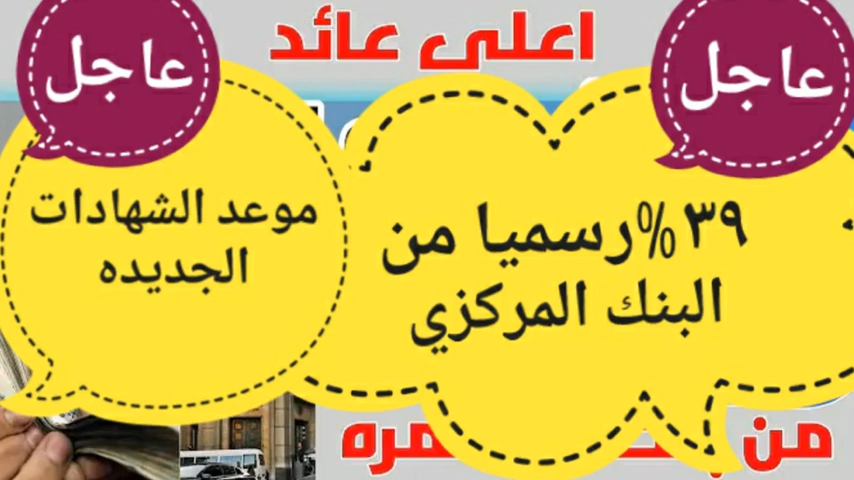 اعلى عائد
عاجل
عاجل
٣٩%رسميا من
البنك المركزي
موعد الشهادات
الجديده
من